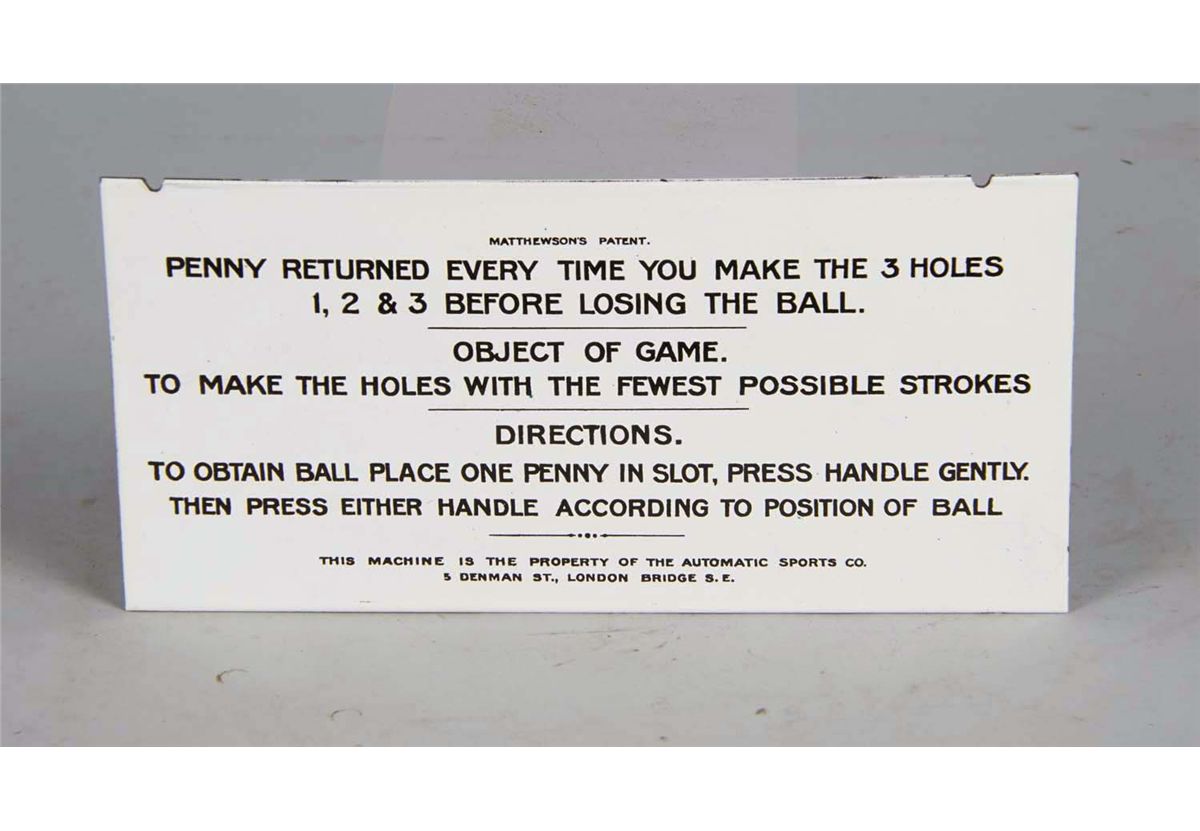 MATTHEWSON'S PATENT.
PENNY RETURNED EVERY TIME YOU MAKE THE 3 HOLES
1, 2 & 3 BEFORE LOSING THE BALL.
OBJECT OF GAME.
TO MAKE THE HOLES WITH THE FEWEST POSSIBLE STROKES
DIRECTIONS.
TO OBTAIN BALL PLACE ONE PENNY IN SLOT, PRESS HANDLE GENTLY.
THEN PRESS EITHER HANDLE ACCORDING TO POSITION OF BALL
THIS MACHINE IS THE PROPERTY OF THE AUTOMATIC SPORTS CO.
5 DENMAN ST., LONDON BRIDGE S.E.